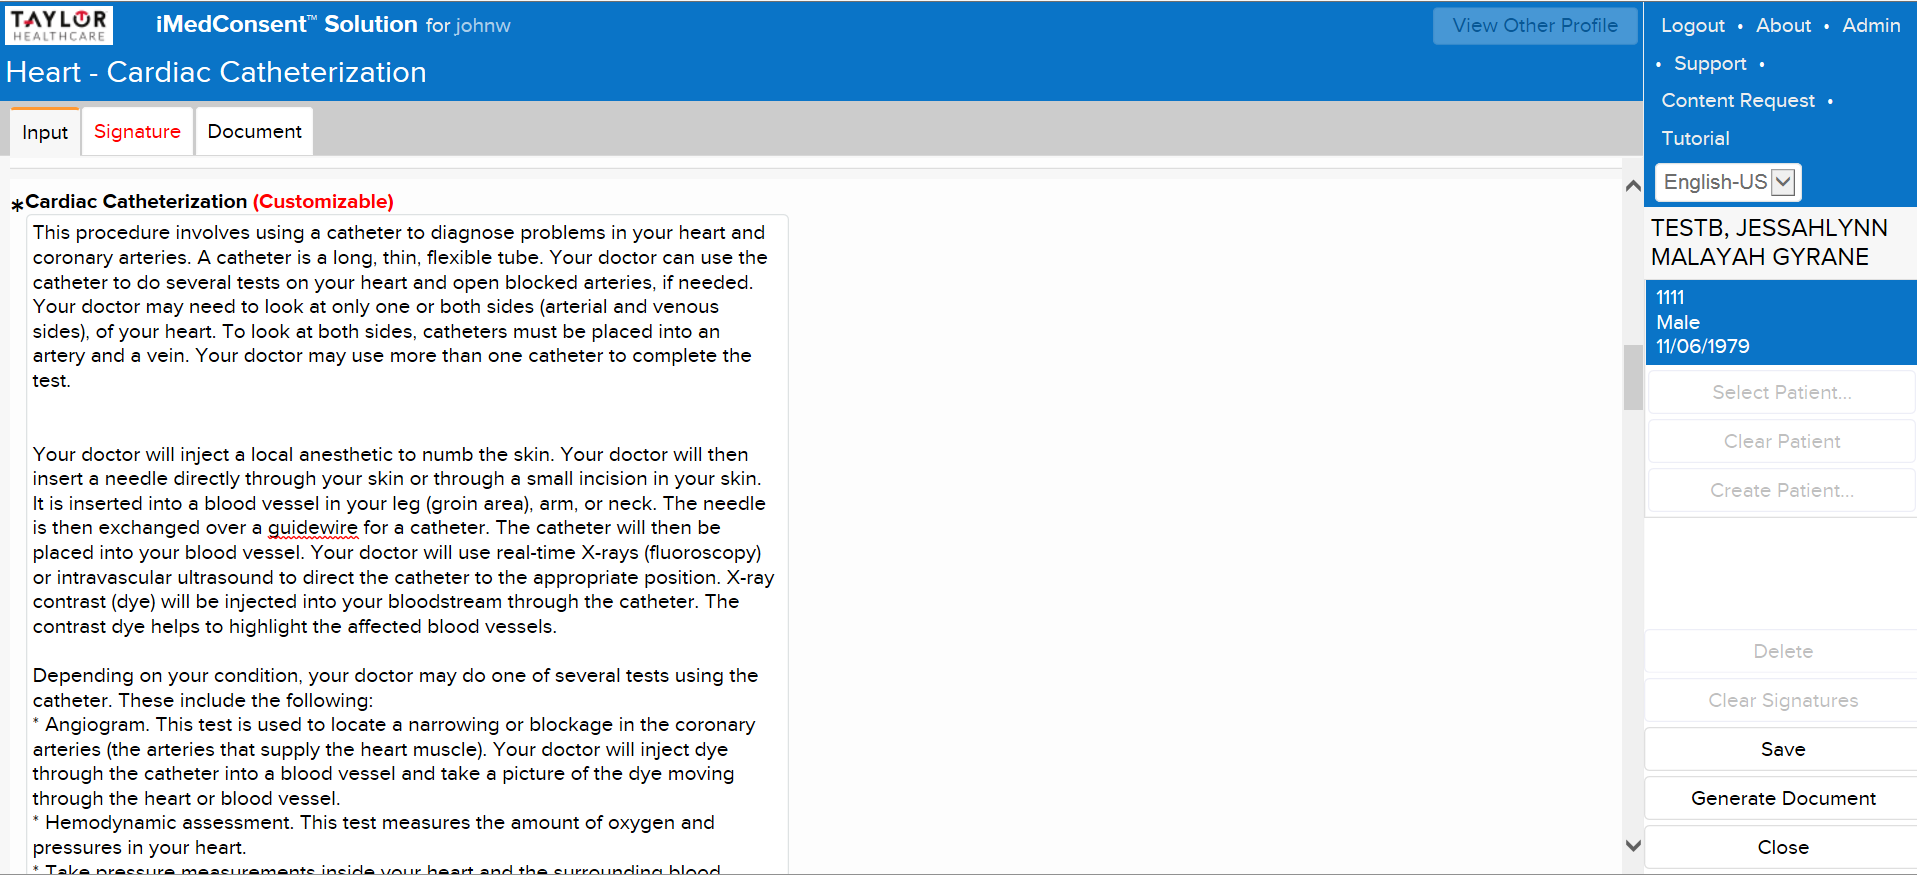 TAYLOR
HEALTHCARE
iMedConsent™ Solution for johnw
View Other Profile
Heart - Cardiac Catheterization
Logout • About • Admin
• Support •
Content Request •
Tutorial
English-US
Input
Signature
Document
*Cardiac Catheterization (Customizable)
This procedure involves using a catheter to diagnose problems in your heart and
coronary arteries. A catheter is a long, thin, flexible tube. Your doctor can use the
catheter to do several tests on your heart and open blocked arteries, if needed.
Your doctor may need to look at only one or both sides (arterial and venous
sides), of your heart. To look at both sides, catheters must be placed into an
artery and a vein. Your doctor may use more than one catheter to complete the
test.
Your doctor will inject a local anesthetic to numb the skin. Your doctor will then
insert a needle directly through your skin or through a small incision in your skin.
It is inserted into a blood vessel in your leg (groin area), arm, or neck. The needle
is then exchanged over a guidewire for a catheter. The catheter will then be
placed into your blood vessel. Your doctor will use real-time X-rays (fluoroscopy)
or intravascular ultrasound to direct the catheter to the appropriate position. X-ray
contrast (dye) will be injected into your bloodstream through the catheter. The
contrast dye helps to highlight the affected blood vessels.
Depending on your condition, your doctor may do one of several tests using the
catheter. These include the following:
* Angiogram. This test is used to locate a narrowing or blockage in the coronary
arteries (the arteries that supply the heart muscle). Your doctor will inject dye
through the catheter into a blood vessel and take a picture of the dye moving
through the heart or blood vessel.
* Hemodynamic assessment. This test measures the amount of oxygen and
pressures in your heart.
* Take pressure measurements inside your heart and the surrounding blood
TESTB, JESSAHLYNN
MALAYAH GYRANE
1111
Male
11/06/1979
Select Patient...
Clear Patient
Create Patient...
Delete
Clear Signatures
Save
Generate Document
Close